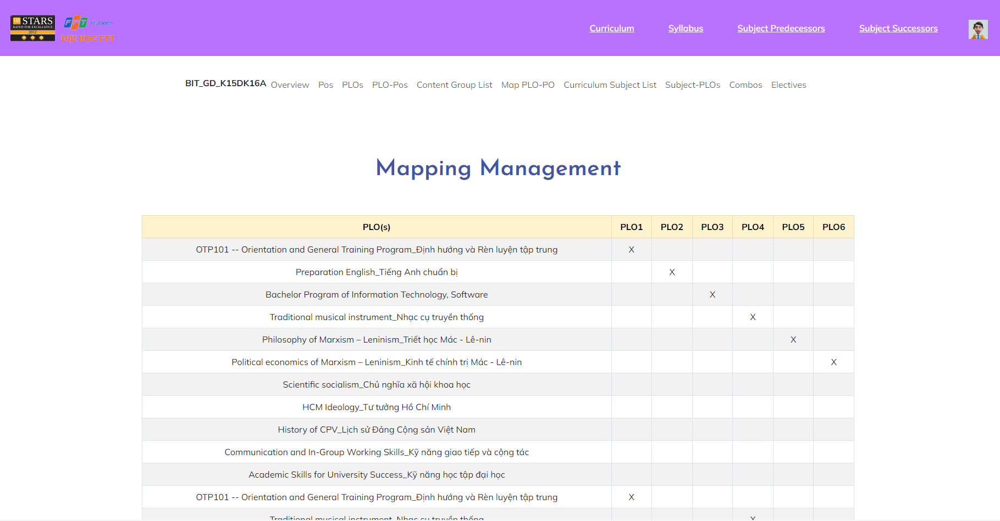 QS STARS
RATED FOR EXCELLENCE
2012
FPT Education
ĐẠI HỌC FPT
Curriculum Syllabus Subject Predecessors Subject Successors
BIT_GD_K15DK16A Overview Pos PLOs PLO-Pos Content Group List Map PLO-PO Curriculum Subject List Subject-PLOs Combos Electives
Mapping Management
PLO(s) PLO1 PLO2 PLO3 PLO4 PLO5 PLO6
OTP101 -- Orientation and General Training Program_Định hướng và Rèn luyện tập trung X
Preparation English_Tiếng Anh chuẩn bị X
Bachelor Program of Information Technology, Software X
Traditional musical instrument_Nhạc cụ truyền thống X
Philosophy of Marxism – Leninism_Triết học Mác - Lê-nin X
Political economics of Marxism – Leninism_Kinh tế chính trị Mác - Lê-nin X
Scientific socialism_Chủ nghĩa xã hội khoa học
HCM Ideology_Tư tưởng Hồ Chí Minh
History of CPV_Lịch sử Đảng Cộng sản Việt Nam
Communication and In-Group Working Skills_Kỹ năng giao tiếp và cộng tác
Academic Skills for University Success_Kỹ năng học tập đại học
OTP101 -- Orientation and General Training Program_Định hướng và Rèn luyện tập trung X
Traditional musical instrument_Nhạc cụ truyền thống X